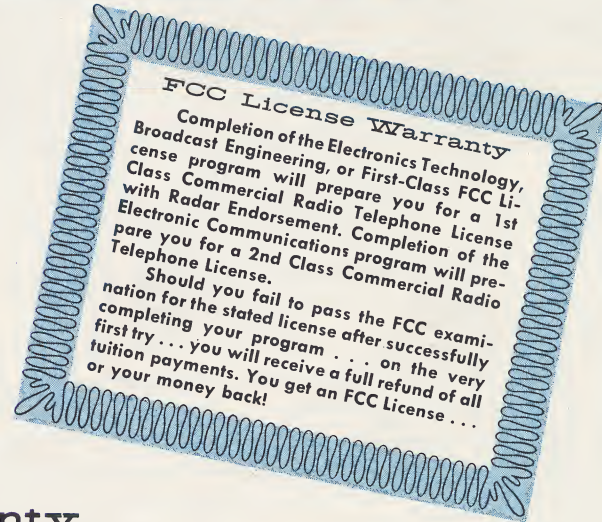 FCC License Warranty
Completion of the Electronics Technology,
Broadcast Engineering, or First-Class FCC Li-
cense program will prepare you for a 1st
Class Commercial Radio Telephone License
with Radar Endorsement. Completion of the
Electronic Communications program will pre-
pare you for a 2nd Class Commercial Radio
Telephone License.
Should you fail to pass the FCC exami-
nation for the stated license after successfully
completing your program . . . on the very
first try . . . you will receive a full refund of all
tuition payments. You get an FCC License . . .
or your money back!